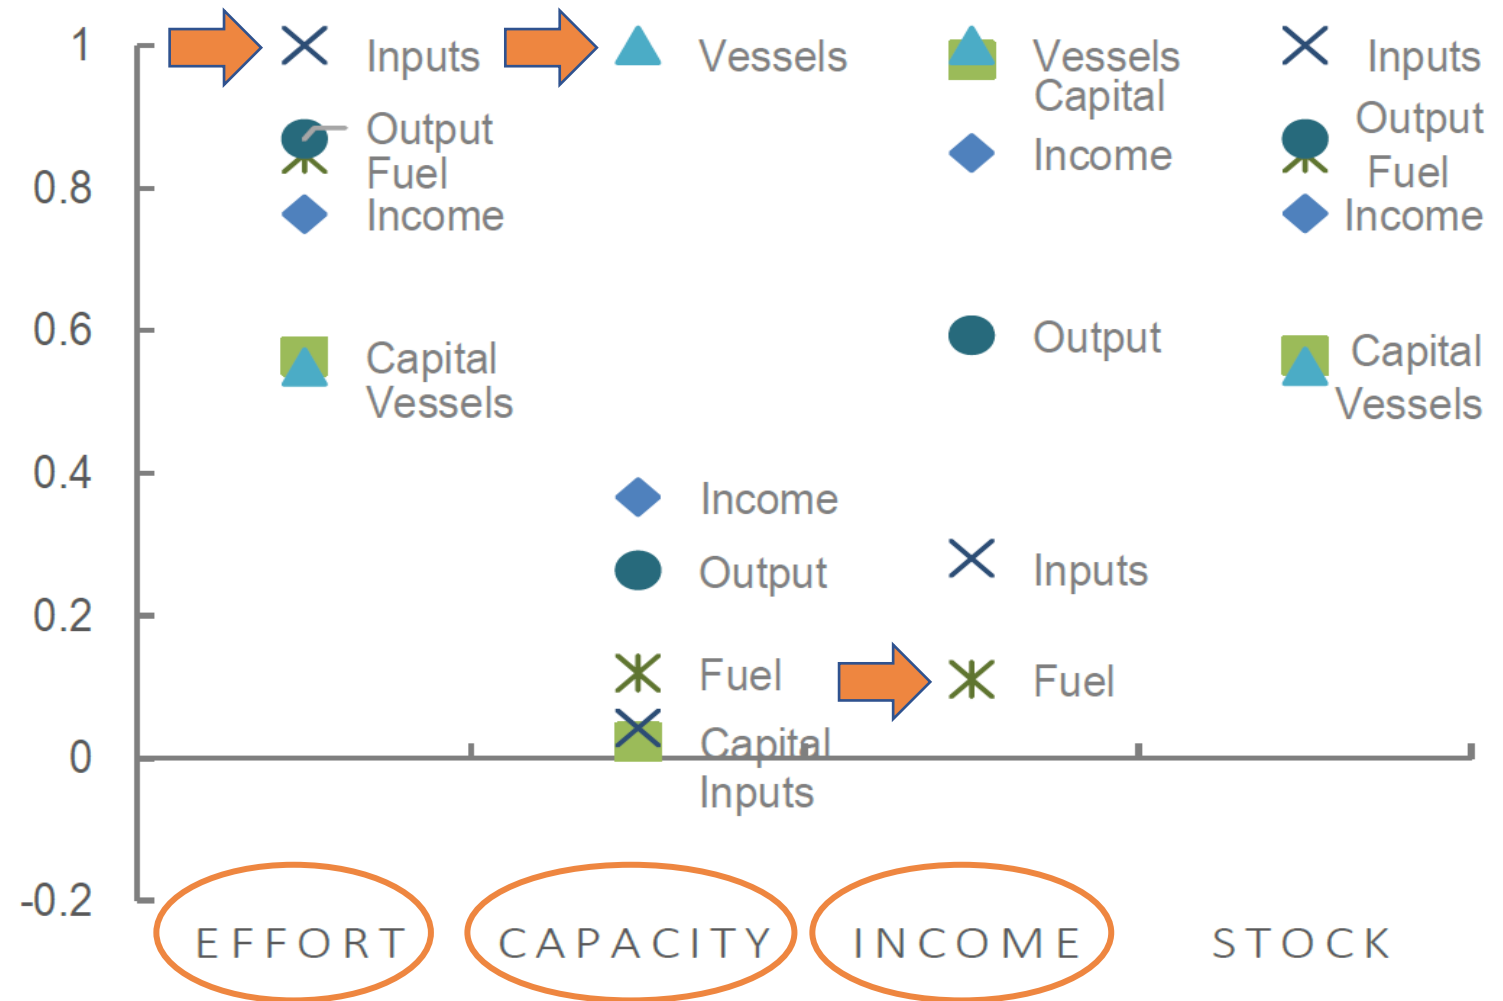 1
0.8
0.6
0.4
0.2
0
-0.2
Inputs
Output
Fuel
Income
Capital
Vessels
Vessels
Income
Output
Fuel
Capital
Inputs
Vessels
Capital
Income
Output
Inputs
Fuel
Inputs
Output
Fuel
Income
Capital
Vessels
EFFORT
CAPACITY
INCOME
STOCK